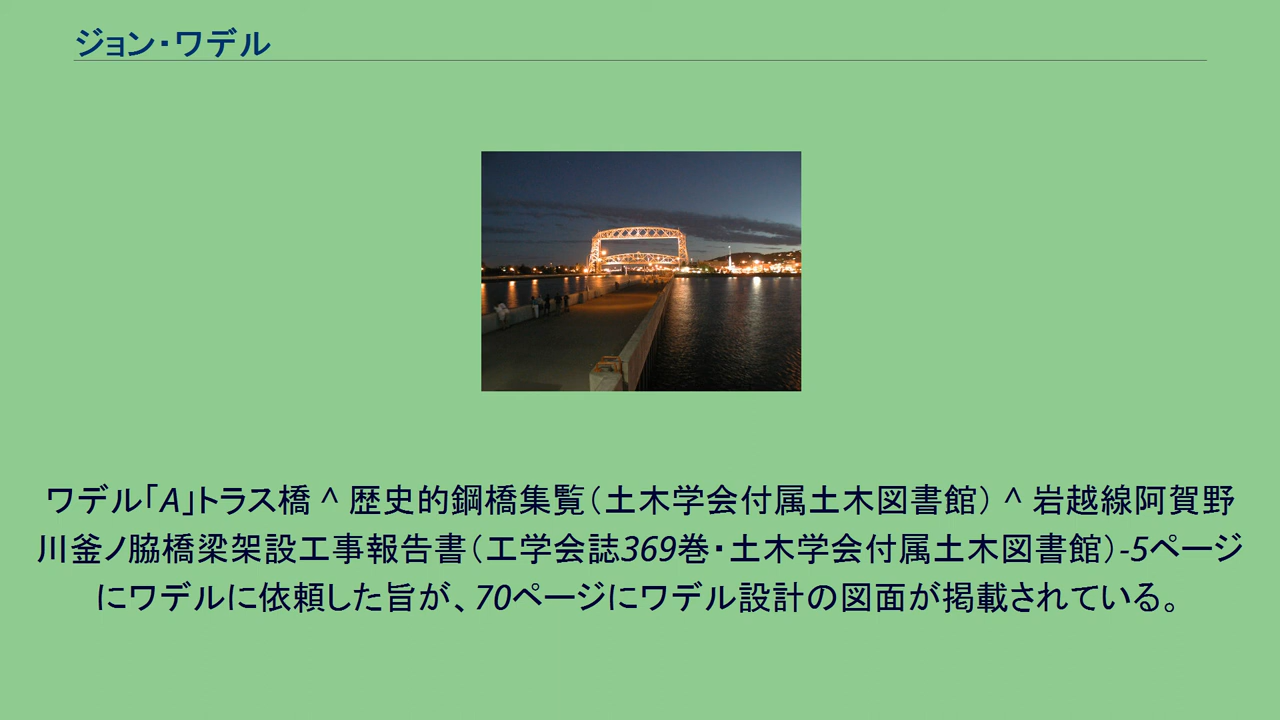 ジョン・ワデル
ワデル「A」トラス橋 ^ 歴史的鋼橋集覧（土木学会付属土木図書館） ^ 岩越線阿賀野
川釜ノ脇橋梁架設工事報告書（工学会誌369巻・土木学会付属土木図書館）-5ページ
にワデルに依頼した旨が、70ページにワデル設計の図面が掲載されている。